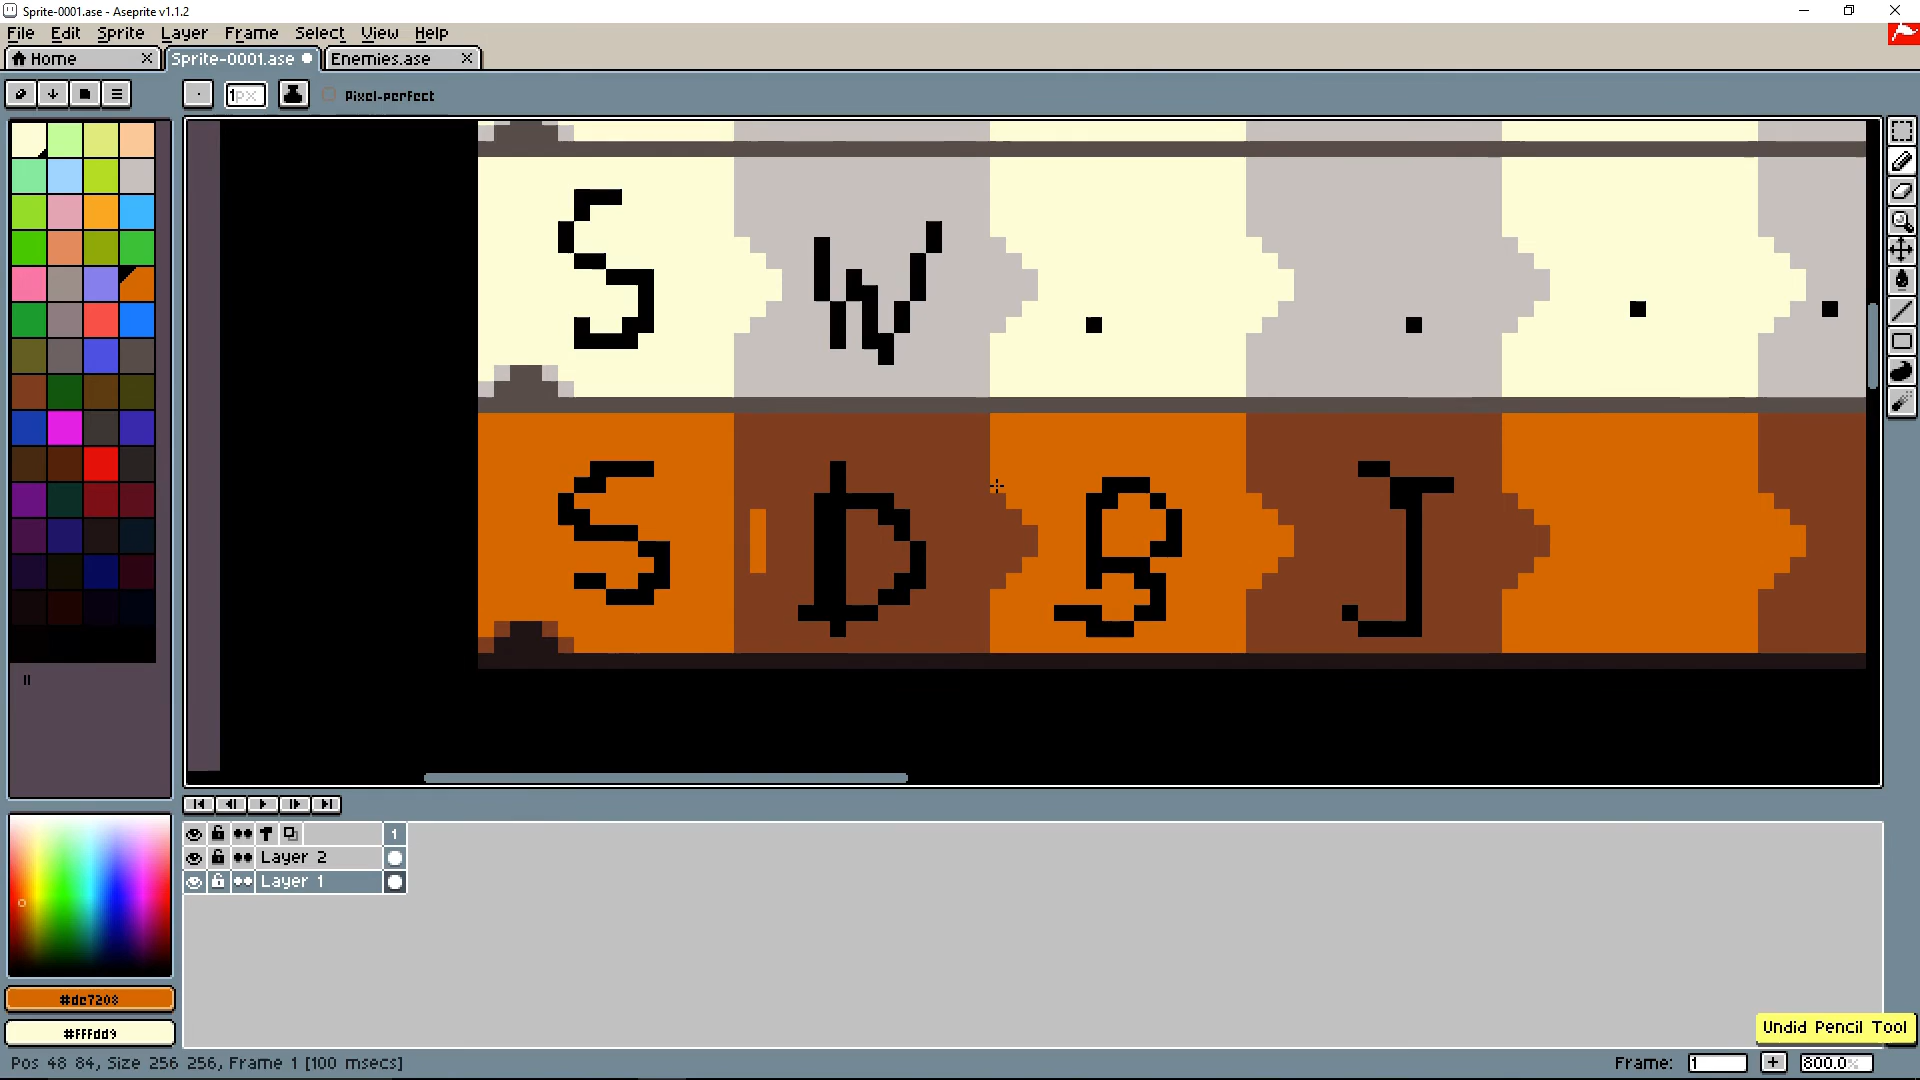 Sprite-0001.ase - Aseprite v1.1.2
File Edit Sprite Layer Frame Select View Help
Home Sprite-0001.ase Enemies.ase
1px Pixel-perfect
S W . . . .
S D B J
1
Layer 2
Layer 1
#dc7208
#fffdd9
Undid Pencil Tool
Pos 48 84, Size 256 256, Frame 1 [100 msecs] Frame: 1 + 800.0%